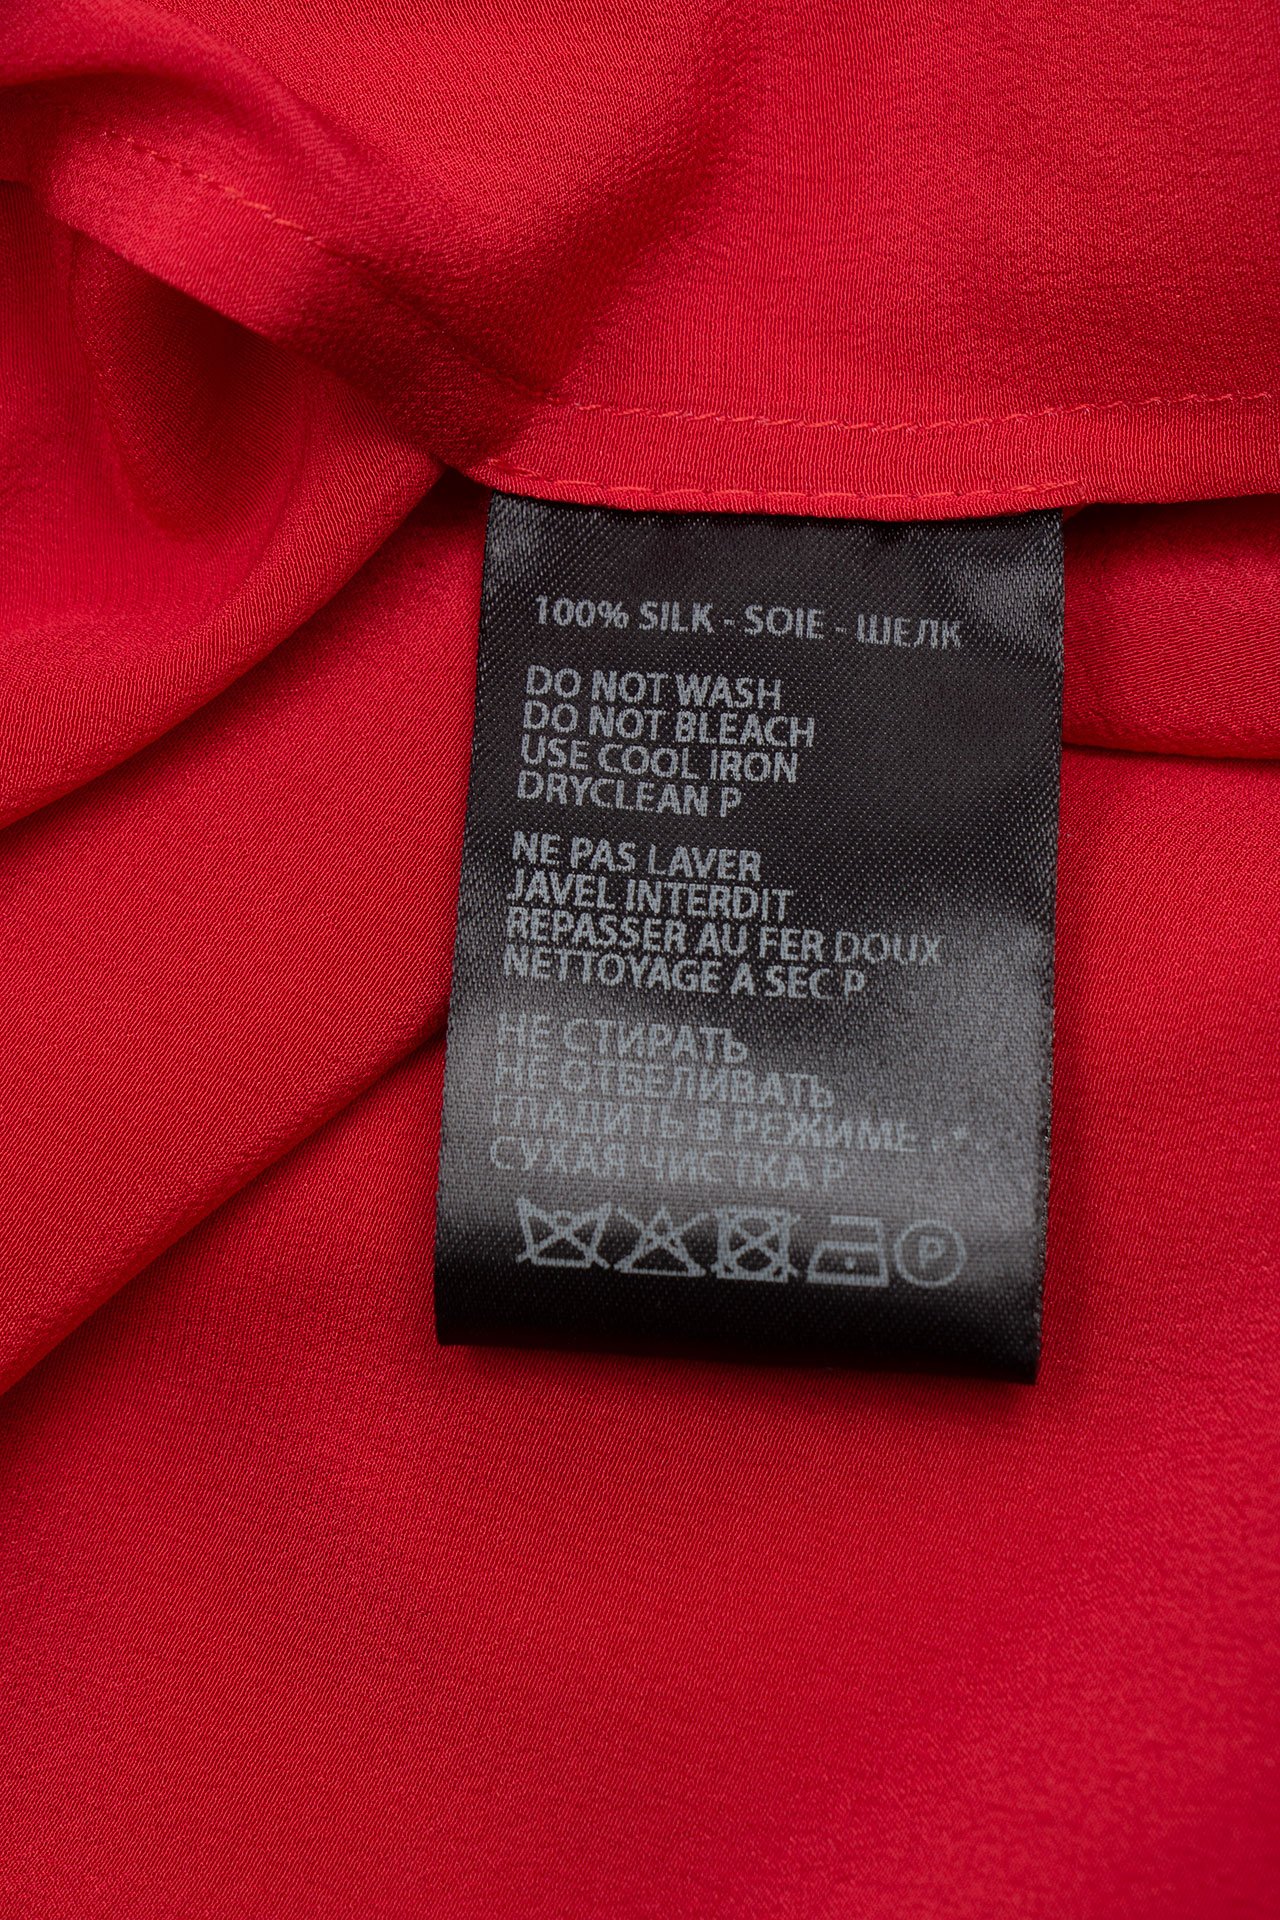 100% SILK - SOIE - ШЕЛК
DO NOT WASH
DO NOT BLEACH
USE COOL IRON
DRYCLEAN P
NE PAS LAVER
JAVEL INTERDIT
REPASSER AU FER DOUX
NETTOYAGE A SEC P
НЕ СТИРАТЬ
НЕ ОТБЕЛИВАТЬ
ГЛАДИТЬ В РЕЖИМЕ
СУХАЯ ЧИСТКА P
P